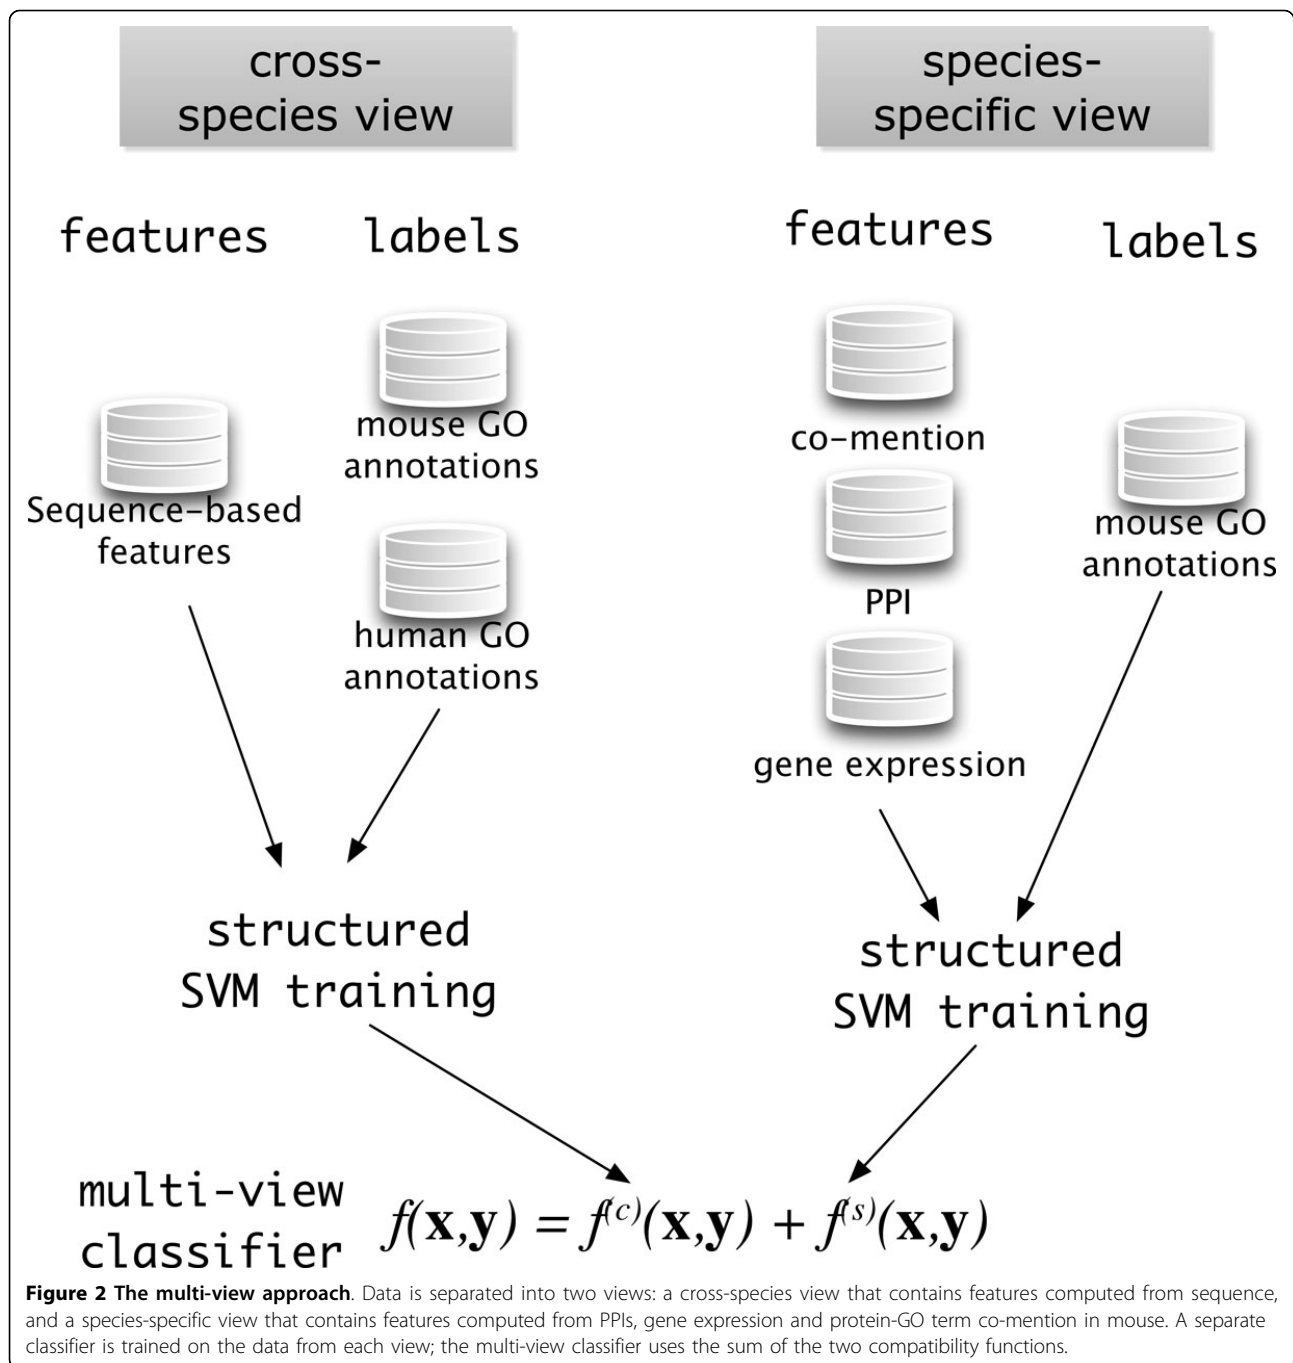 cross-
species view
features
labels
Sequence-based
features
mouse GO
annotations
human GO
annotations
structured
SVM training
species-
specific view
features
labels
co-mention
PPI
gene expression
mouse GO
annotations
structured
SVM training
multi-view
classifier
f(x,y) = f(c)(x,y) + f(s)(x,y)
Figure 2 The multi-view approach. Data is separated into two views: a cross-species view that contains features computed from sequence,
and a species-specific view that contains features computed from PPIs, gene expression and protein-GO term co-mention in mouse. A separate
classifier is trained on the data from each view; the multi-view classifier uses the sum of the two compatibility functions.